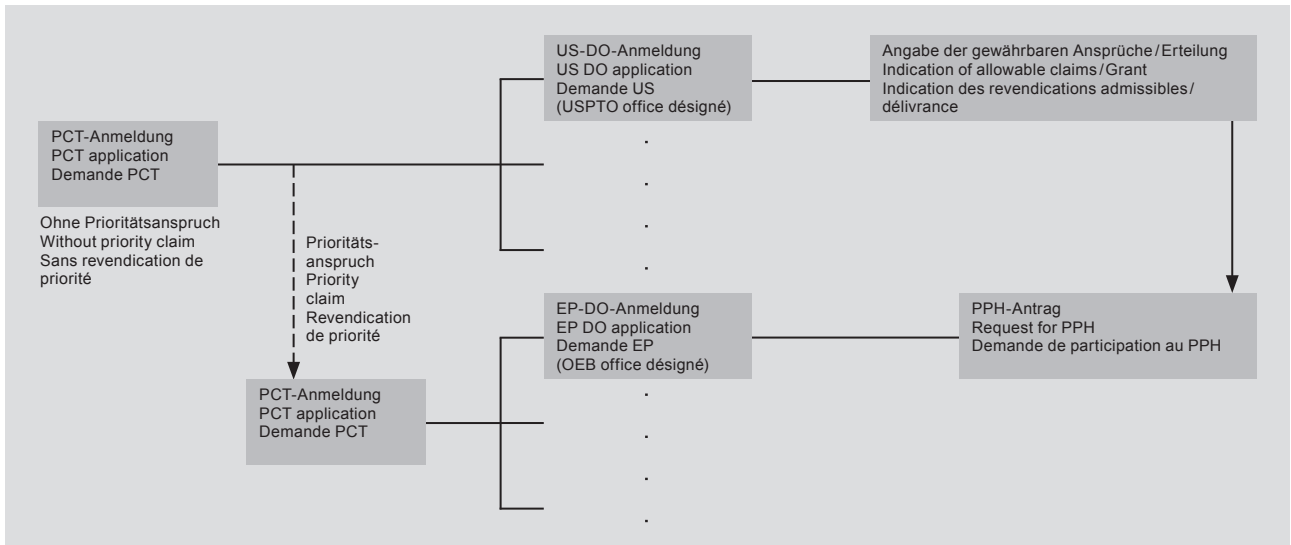 US-DO-Anmeldung
US DO application
Demande US
(USPTO office désigné)
Angabe der gewährbaren Ansprüche/Erteilung
Indication of allowable claims/Grant
Indication des revendications admissibles/
délivrance
PCT-Anmeldung
PCT application
Demande PCT
Ohne Prioritätsanspruch
Without priority claim
Sans revendication de
priorité
Prioritäts-
anspruch
Priority
claim
Revendication
de priorité
EP-DO-Anmeldung
EP DO application
Demande EP
(OEB office désigné)
PPH-Antrag
Request for PPH
Demande de participation au PPH
PCT-Anmeldung
PCT application
Demande PCT